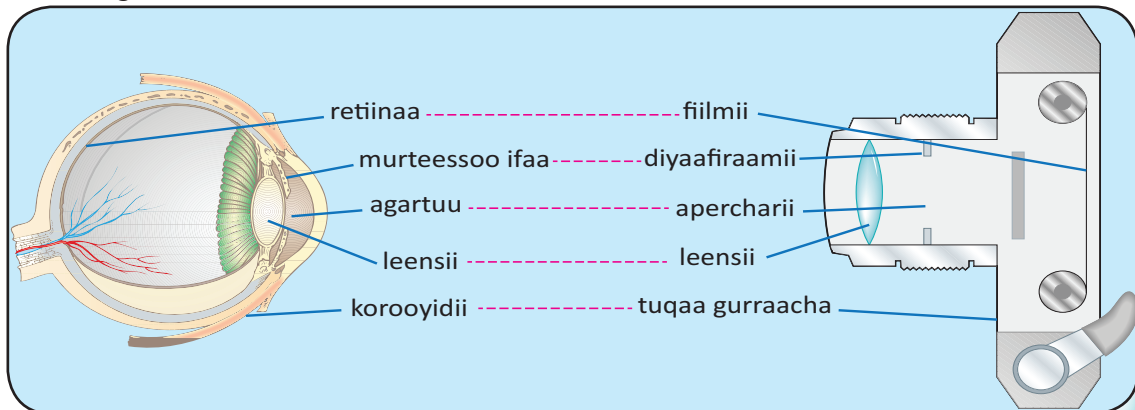 retiinaa fiilmii
murteessoo ifaa diyaafiraamii
agartuu apercharii
leensii leensii
korooyidii tuqaa gurraacha